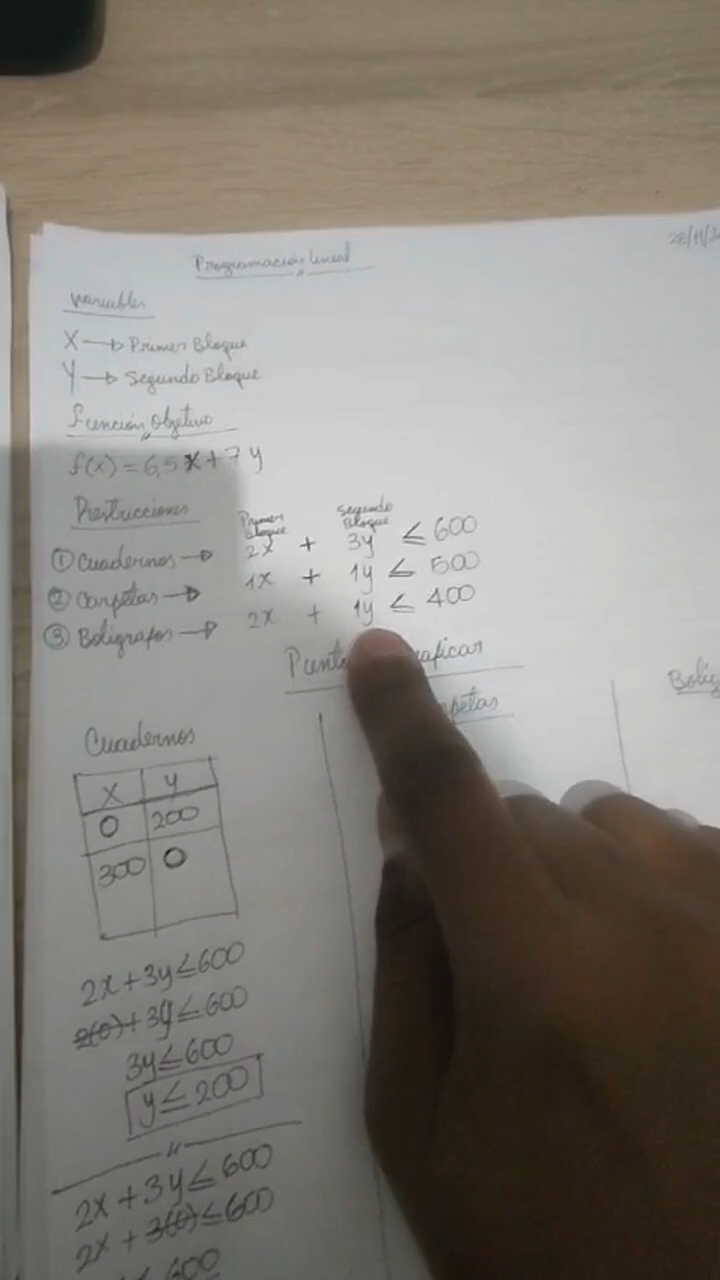 Programación lineal
28/11/
Variables
X → Primer Bloque
Y → Segundo Bloque
función objetivo
f(x) = 6,5x + 7y
Restricciones
Primer Bloque segundo Bloque
① Cuadernos → 2x + 3y ≤ 600
② Carpetas → 1x + 1y ≤ 500
③ Bolígrafos → 2x + 1y ≤ 400
Cuadernos
X Y
0 200
300 0
2x + 3y ≤ 600
2(0) + 3y ≤ 600
3y ≤ 600
y ≤ 200
2x + 3y ≤ 600
2x + 3(0) ≤ 600
≤ 600